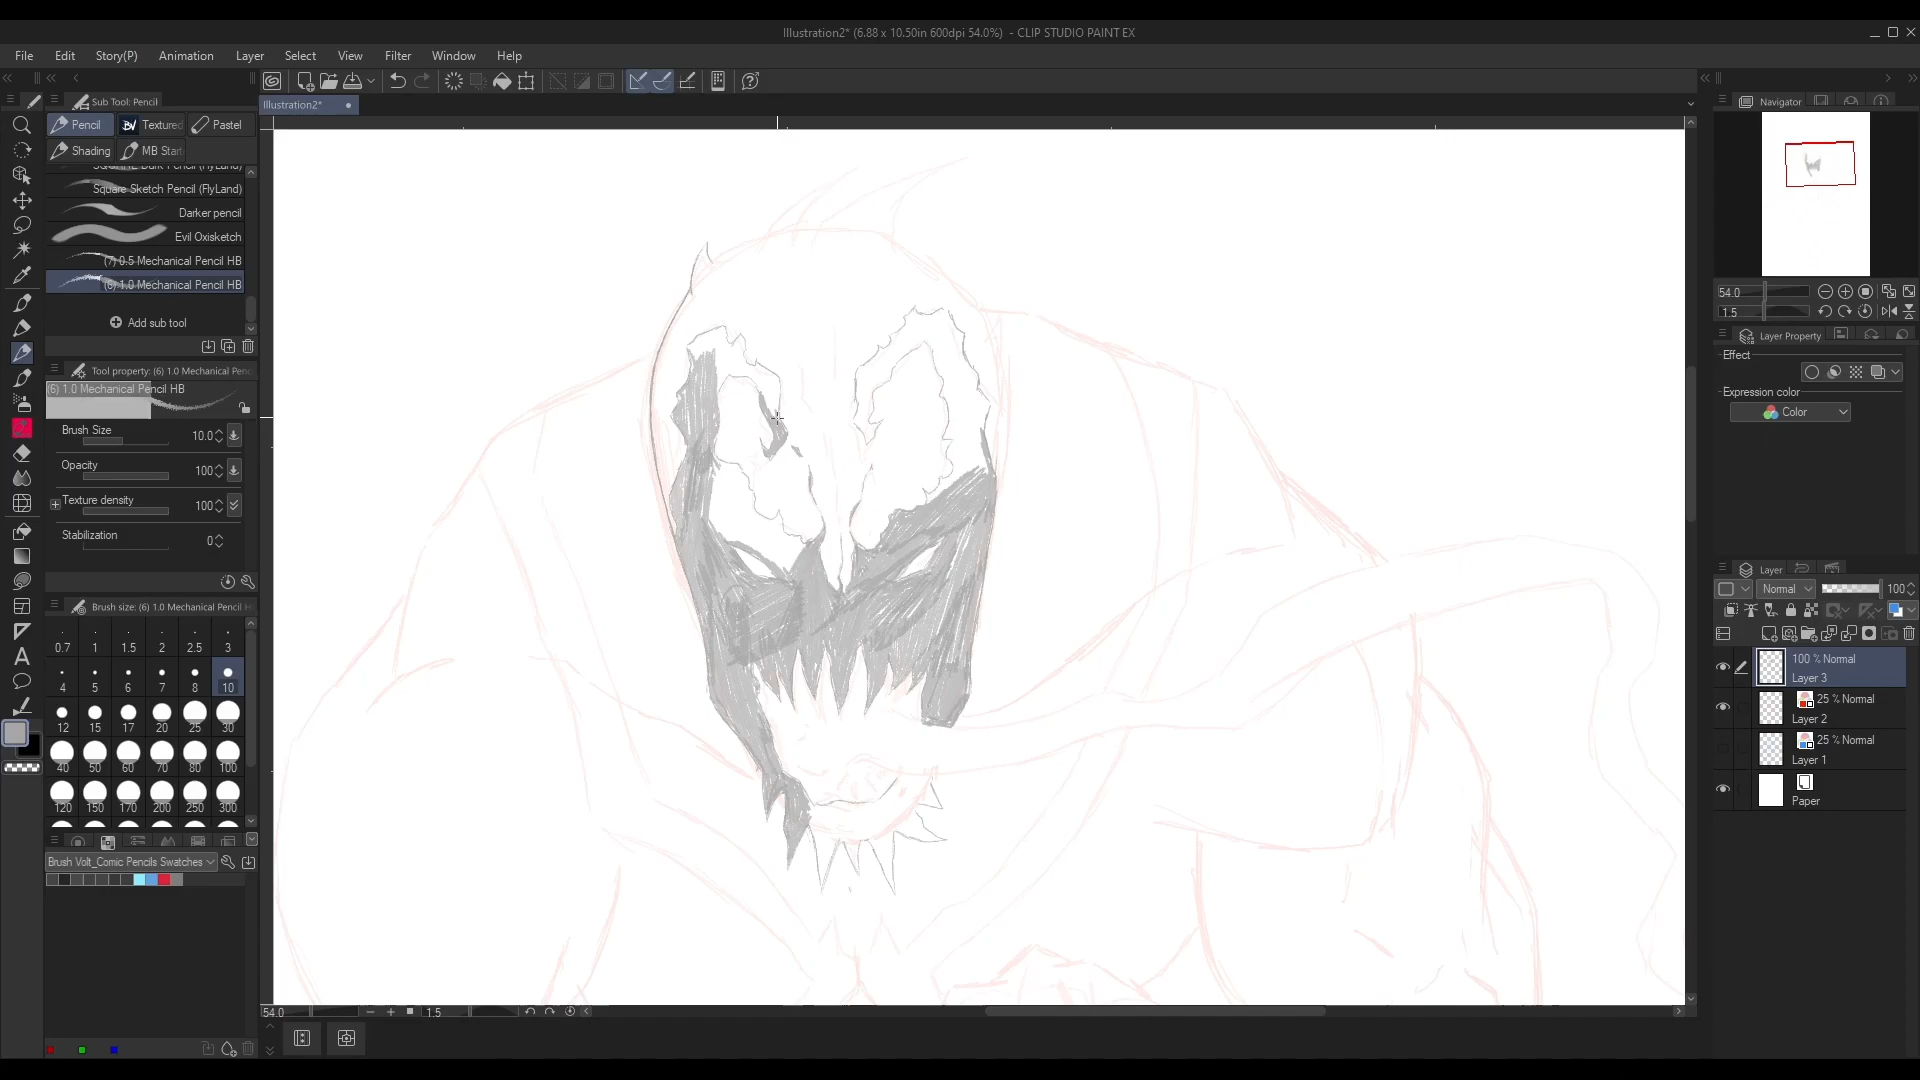 Illustration2* (6.88 x 10.50in 600dpi 54.0%)  - CLIP STUDIO PAINT EX
File Edit Story(P) Animation Layer Select View Filter Window Help
Sub Tool: Pencil
Illustration2*
Navigator
Pencil Textured Pastel
Shading MB Star
Square Sketch Pencil (FlyLand)
Darker pencil
Evil Oxisketch
(7) 0.5 Mechanical Pencil HB
(6) 1.0 Mechanical Pencil HB
Add sub tool
54.0
1.5
Layer Property
Effect
Expression color
Color
Tool property: (6) 1.0 Mechanical Penc
(6) 1.0 Mechanical Pencil HB
Brush Size 10.0
Opacity 100
Texture density 100
Stabilization 0
Brush size: (6) 1.0 Mechanical Pencil H
0.7 1 1.5 2 2.5 3
4 5 6 7 8 10
12 15 17 20 25 30
40 50 60 70 80 100
120 150 170 200 250 300
Brush Volt_Comic Pencils Swatches
Layer
Normal 100
100 % Normal
Layer 3
25 % Normal
Layer 2
25 % Normal
Layer 1
Paper
54.0 1.5